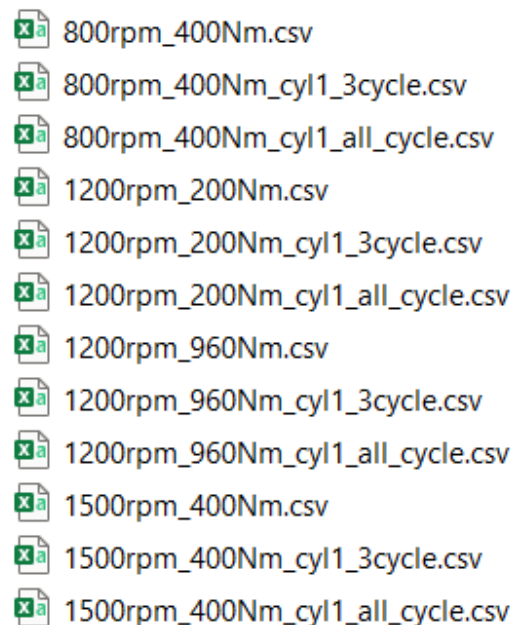 800rpm_400Nm.csv
800rpm_400Nm_cyl1_3cycle.csv
800rpm_400Nm_cyl1_all_cycle.csv
1200rpm_200Nm.csv
1200rpm_200Nm_cyl1_3cycle.csv
1200rpm_200Nm_cyl1_all_cycle.csv
1200rpm_960Nm.csv
1200rpm_960Nm_cyl1_3cycle.csv
1200rpm_960Nm_cyl1_all_cycle.csv
1500rpm_400Nm.csv
1500rpm_400Nm_cyl1_3cycle.csv
1500rpm_400Nm_cyl1_all_cycle.csv